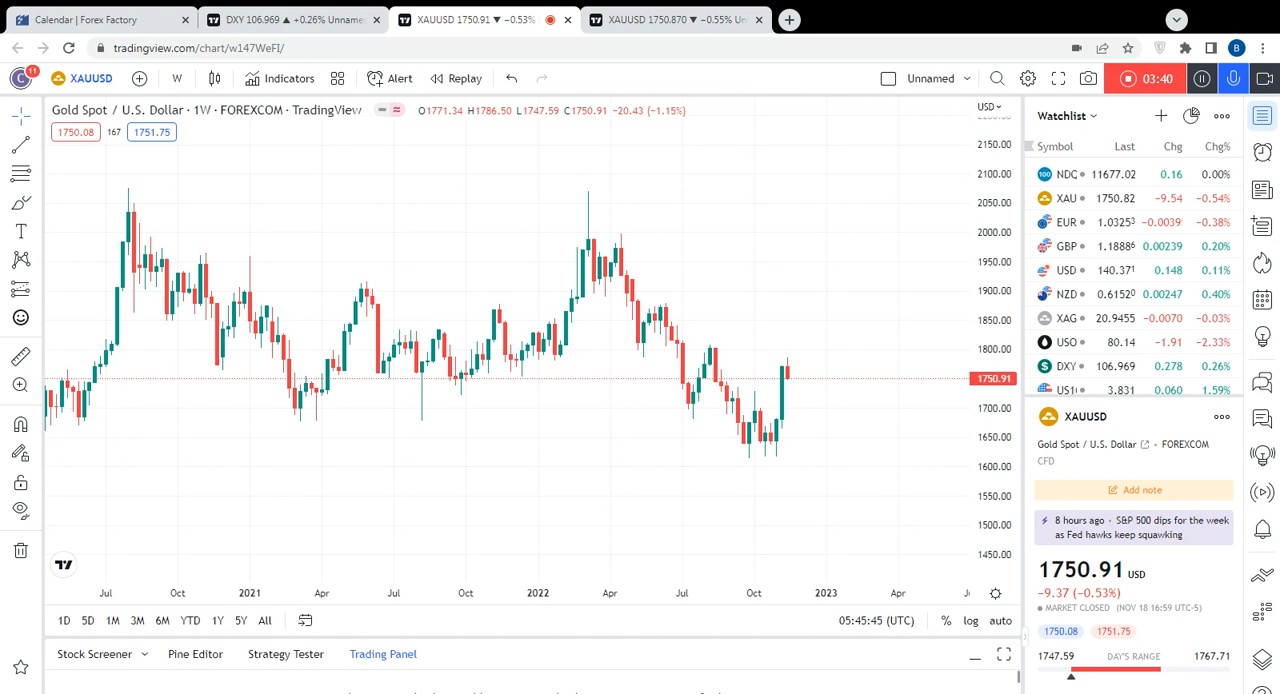 Calendar | Forex Factory
DXY 106.969 ▲ +0.26% Unname
XAUUSD 1750.91 ▼ −0.53%
XAUUSD 1750.870 ▼ −0.55% Un
tradingview.com/chart/w147WeFI/
B
C 11
XAUUSD
W
Indicators
Alert
Replay
Unnamed
03:40
Gold Spot / U.S. Dollar · 1W · FOREXCOM · TradingView
O1771.34 H1786.50 L1747.59 C1750.91 −20.43 (−1.15%)
1750.08 167 1751.75
USD
2150.00
2100.00
2050.00
2000.00
1950.00
1900.00
1850.00
1800.00
1750.91
1700.00
1650.00
1600.00
1550.00
1500.00
1450.00
Jul Oct 2021 Apr Jul Oct 2022 Apr Jul Oct 2023 Apr
1D 5D 1M 3M 6M YTD 1Y 5Y All
05:45:45 (UTC) % log auto
Stock Screener Pine Editor Strategy Tester Trading Panel
Watchlist
Symbol Last Chg Chg%
NDQ 11677.02 0.16 0.00%
XAU 1750.82 −9.54 −0.54%
EUR 1.03253 −0.0039 −0.38%
GBP 1.18886 0.00239 0.20%
USD 140.371 0.148 0.11%
NZD 0.61520 0.00247 0.40%
XAG 20.9455 −0.0070 −0.03%
USO 80.14 −1.91 −2.33%
DXY 106.969 0.278 0.26%
US1 3.831 0.060 1.59%
XAUUSD
Gold Spot / U.S. Dollar • FOREXCOM
CFD
Add note
8 hours ago • S&P 500 dips for the week
as Fed hawks keep squawking
1750.91 USD
−9.37 (−0.53%)
MARKET CLOSED (NOV 18 16:59 UTC-5)
1750.08 1751.75
1747.59 DAY'S RANGE 1767.71